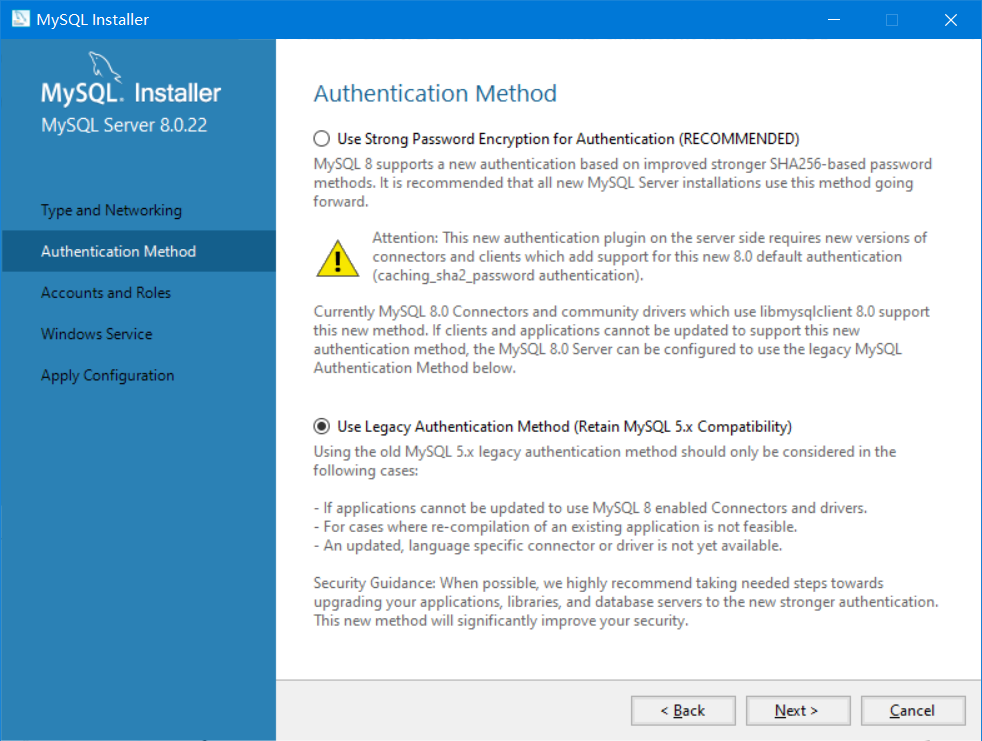 MySQL Installer
MySQL. Installer
MySQL Server 8.0.22
Type and Networking
Authentication Method
Accounts and Roles
Windows Service
Apply Configuration
Authentication Method
Use Strong Password Encryption for Authentication (RECOMMENDED)
MySQL 8 supports a new authentication based on improved stronger SHA256-based password
methods. It is recommended that all new MySQL Server installations use this method going
forward.
Attention: This new authentication plugin on the server side requires new versions of
connectors and clients which add support for this new 8.0 default authentication
(caching_sha2_password authentication).
Currently MySQL 8.0 Connectors and community drivers which use libmysqlclient 8.0 support
this new method. If clients and applications cannot be updated to support this new
authentication method, the MySQL 8.0 Server can be configured to use the legacy MySQL
Authentication Method below.
Use Legacy Authentication Method (Retain MySQL 5.x Compatibility)
Using the old MySQL 5.x legacy authentication method should only be considered in the
following cases:
- If applications cannot be updated to use MySQL 8 enabled Connectors and drivers.
- For cases where re-compilation of an existing application is not feasible.
- An updated, language specific connector or driver is not yet available.
Security Guidance: When possible, we highly recommend taking needed steps towards
upgrading your applications, libraries, and database servers to the new stronger authentication.
This new method will significantly improve your security.
< Back
Next >
Cancel